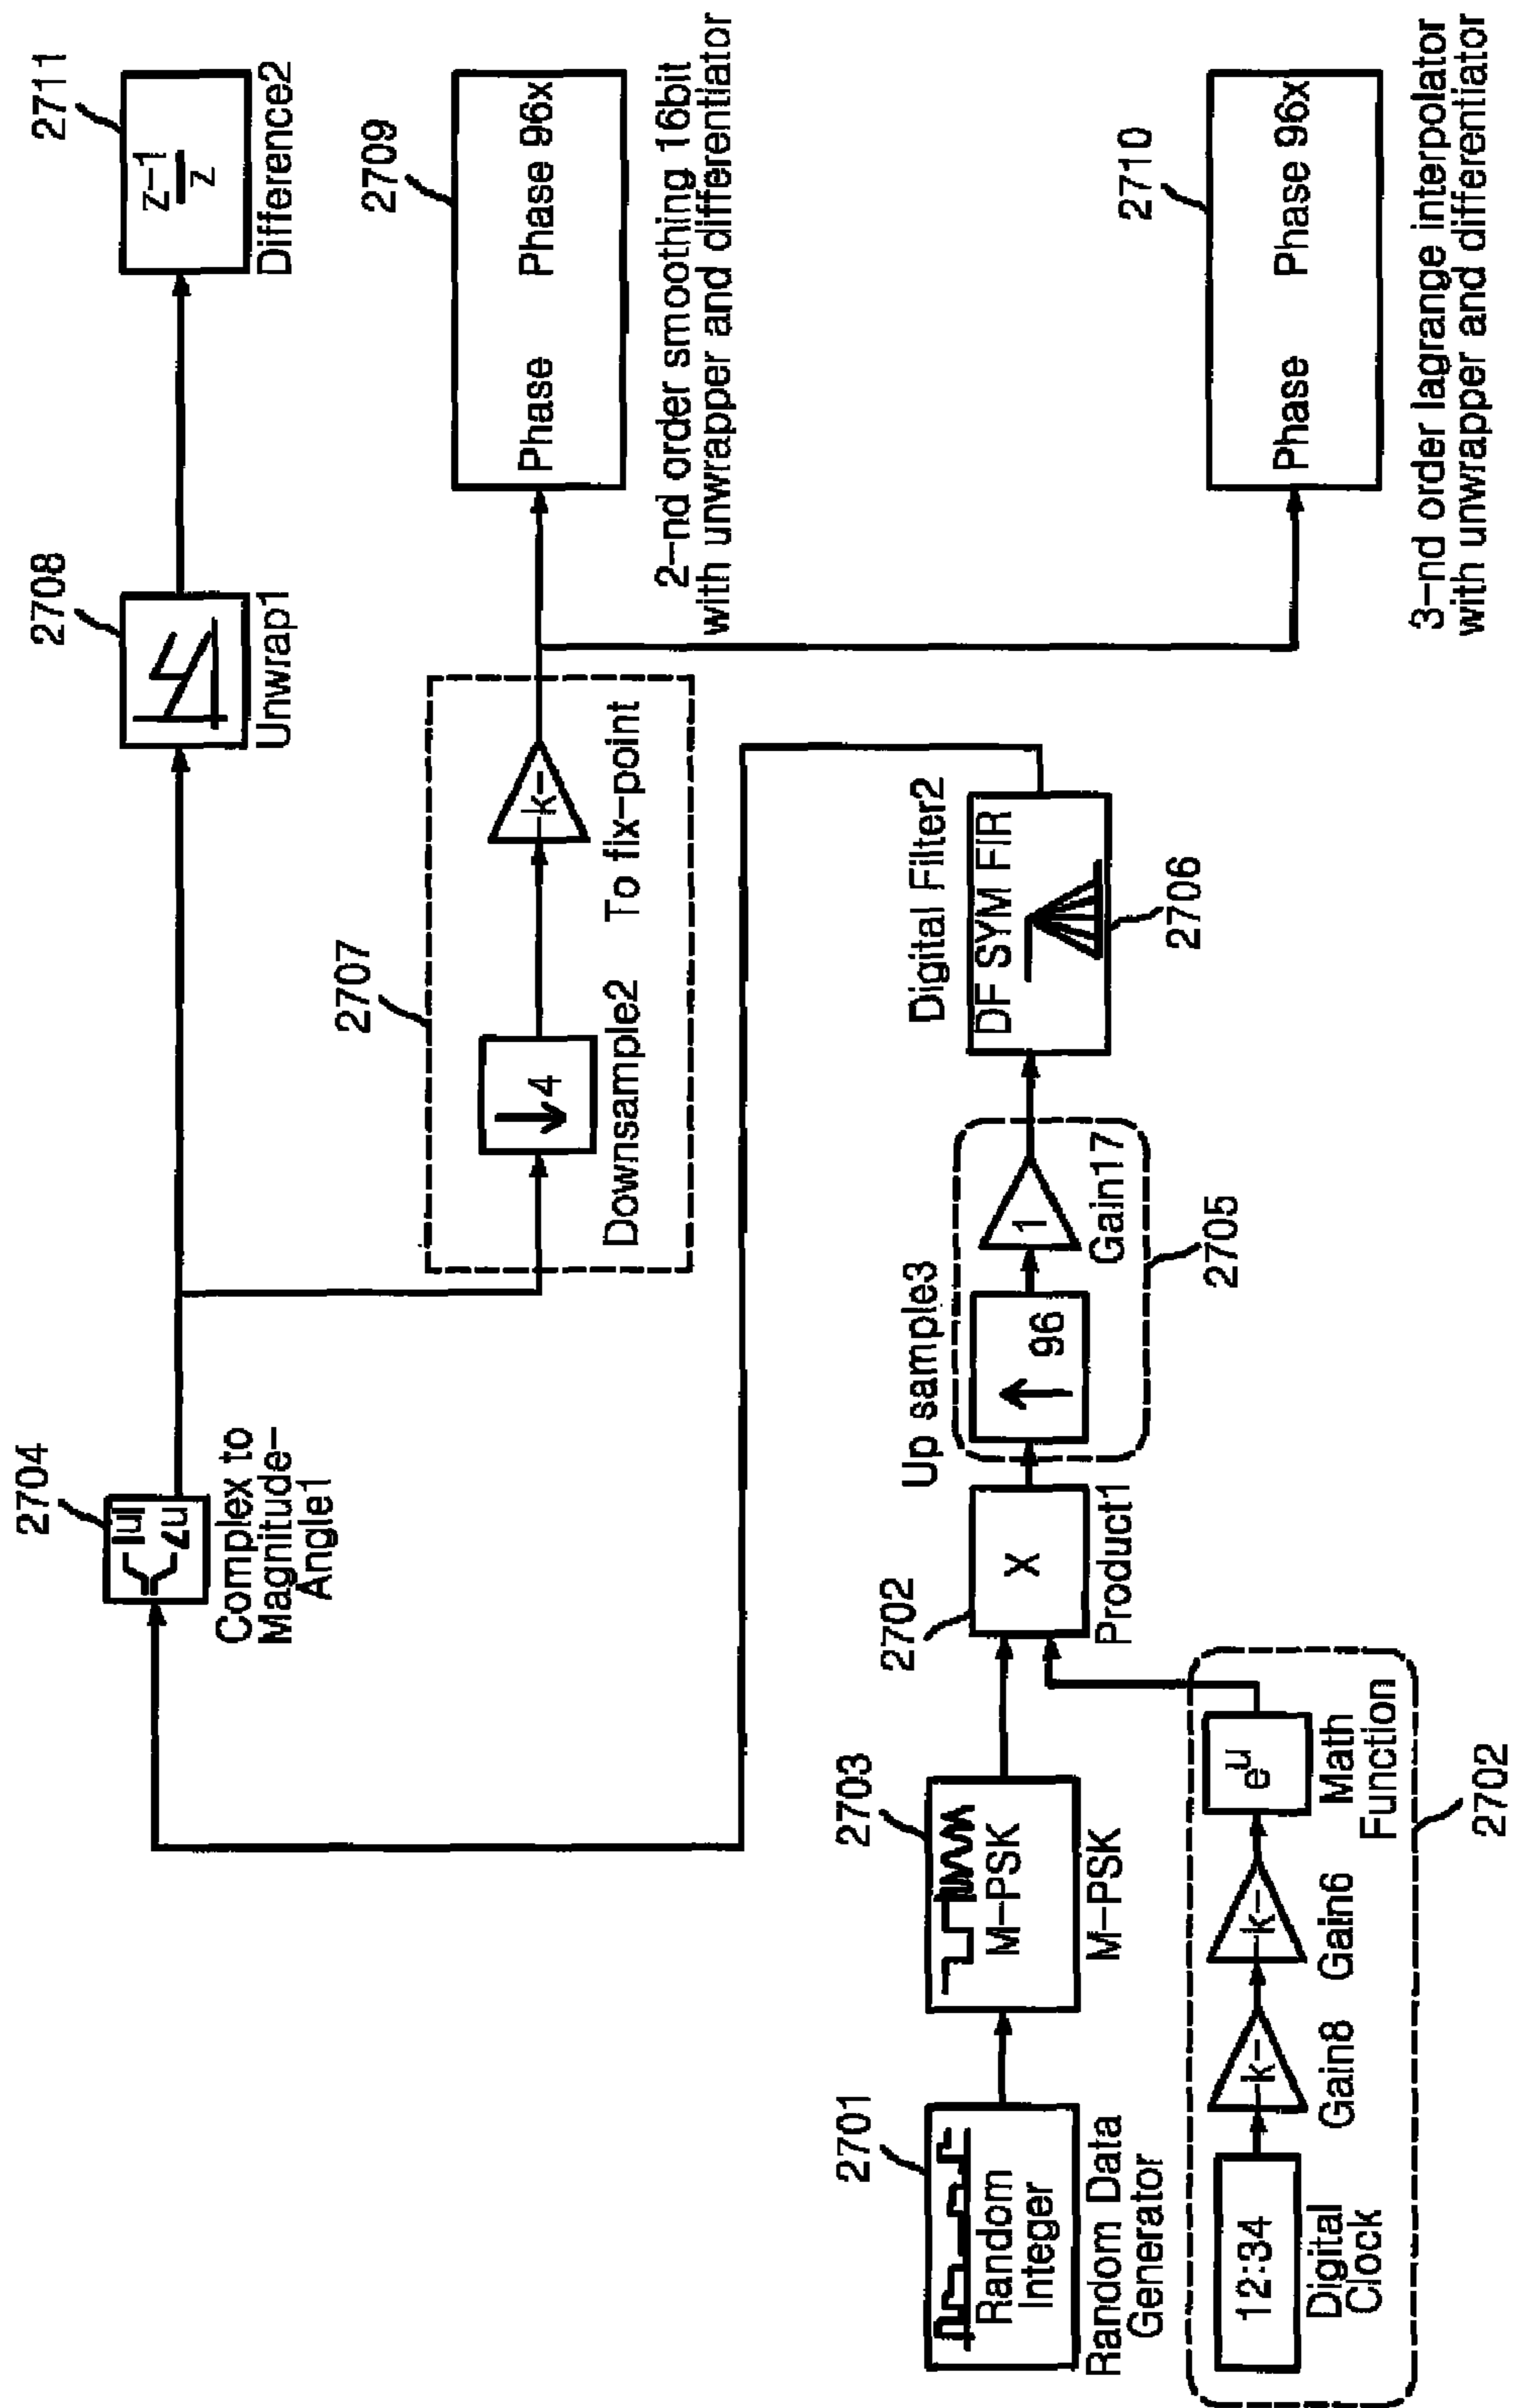 2704
|u|
∠u
Complex to
Magnitude-
Angle1
2708
Unwrap1
2711
z-1
z
Difference2
2707
4
Downsample2
k-
To fix-point
2709
Phase
Phase 96x
2-nd order smoothing 16bit
with unwrapper and differentiator
2710
Phase
Phase 96x
3-nd order lagrange interpolator
with unwrapper and differentiator
2701
Random
Integer
Random Data
Generator
2703
M-PSK
M-PSK
2702
X
Product1
Up sample3
96
1
Gain17
2705
Digital Filter2
DF SYM FIR
2706
12:34
Digital
Clock
k-
Gain8
k-
Gain6
e^u
Math
Function
2702